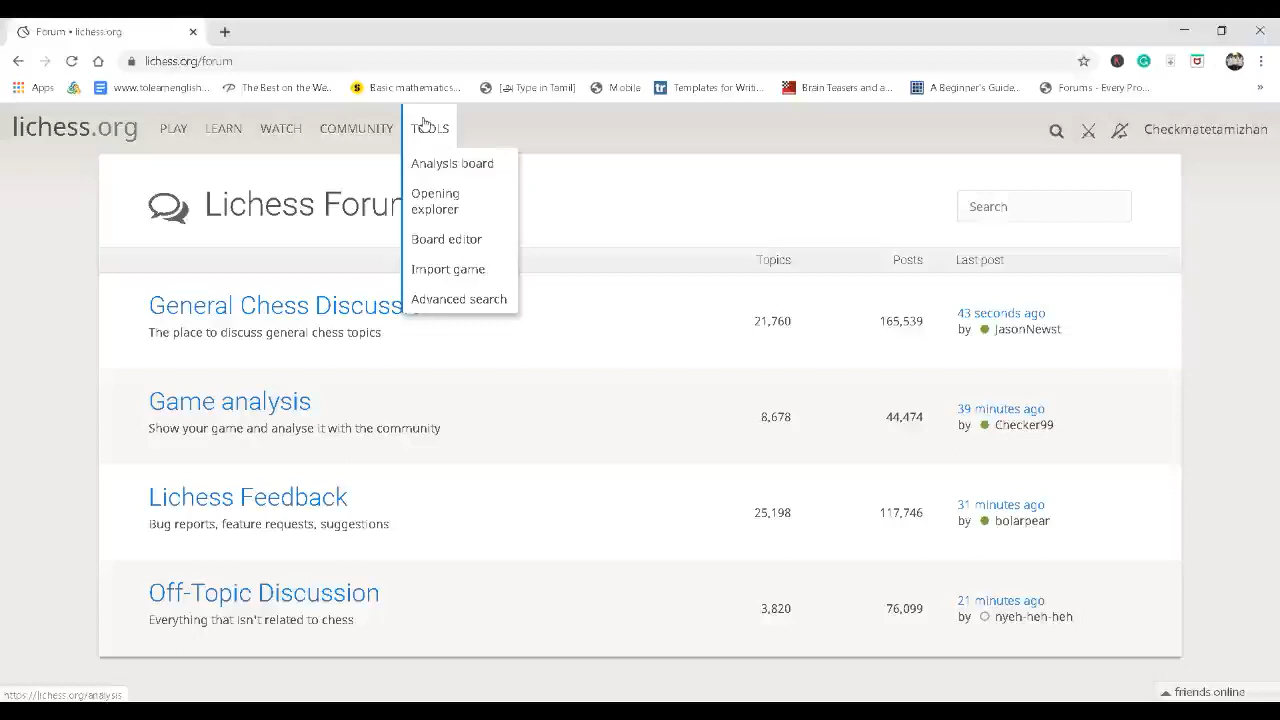 Forum • lichess.org
lichess.org/forum
Apps
www.tolearnenglish...
The Best on the We...
Basic mathematics...
Type in Tamil]
Mobile
Templates for Writi...
Brain Teasers and a...
A Beginner's Guide...
Forums - Every Pro...
lichess.org
PLAY
LEARN
WATCH
COMMUNITY
TOOLS
Checkmatetamizhan
Analysis board
Opening
explorer
Board editor
Import game
Advanced search
Lichess Forum
Search
Topics
Posts
Last post
General Chess Discuss
The place to discuss general chess topics
21,760
165,539
43 seconds ago
by JasonNewst
Game analysis
Show your game and analyse it with the community
8,678
44,474
39 minutes ago
by Checker99
Lichess Feedback
Bug reports, feature requests, suggestions
25,198
117,746
31 minutes ago
by bolarpear
Off-Topic Discussion
Everything that isn't related to chess
3,820
76,099
21 minutes ago
by nyeh-heh-heh
https://lichess.org/analysis
friends online